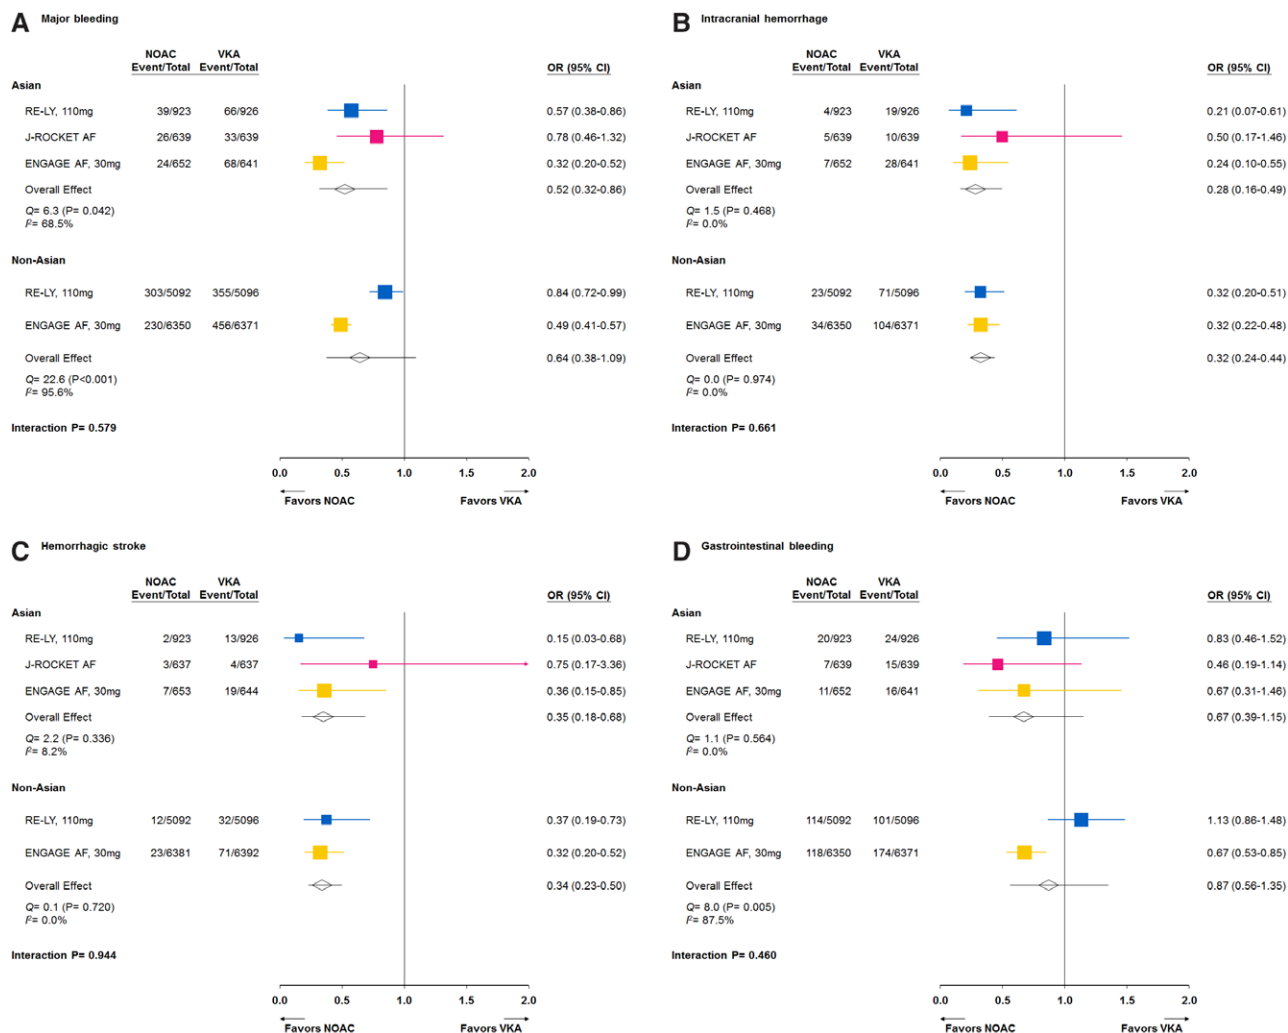 A Major bleeding
NOAC VKA
Event/Total Event/Total OR (95% CI)
Asian
RE-LY, 110mg 39/923 66/926 0.57 (0.38-0.86)
J-ROCKET AF 26/639 33/639 0.78 (0.46-1.32)
ENGAGE AF, 30mg 24/652 68/641 0.32 (0.20-0.52)
Overall Effect 0.52 (0.32-0.86)
Q= 6.3 (P= 0.042)
I²= 68.5%
Non-Asian
RE-LY, 110mg 303/5092 355/5096 0.84 (0.72-0.99)
ENGAGE AF, 30mg 230/6350 456/6371 0.49 (0.41-0.57)
Overall Effect 0.64 (0.38-1.09)
Q= 22.6 (P<0.001)
I²= 95.6%
Interaction P= 0.579
0.0 0.5 1.0 1.5 2.0
Favors NOAC Favors VKA
B Intracranial hemorrhage
NOAC VKA
Event/Total Event/Total OR (95% CI)
Asian
RE-LY, 110mg 4/923 19/926 0.21 (0.07-0.61)
J-ROCKET AF 5/639 10/639 0.50 (0.17-1.46)
ENGAGE AF, 30mg 7/652 28/641 0.24 (0.10-0.55)
Overall Effect 0.28 (0.16-0.49)
Q= 1.5 (P= 0.468)
I²= 0.0%
Non-Asian
RE-LY, 110mg 23/5092 71/5096 0.32 (0.20-0.51)
ENGAGE AF, 30mg 34/6350 104/6371 0.32 (0.22-0.48)
Overall Effect 0.32 (0.24-0.44)
Q= 0.0 (P= 0.974)
I²= 0.0%
Interaction P= 0.661
0.0 0.5 1.0 1.5 2.0
Favors NOAC Favors VKA
C Hemorrhagic stroke
NOAC VKA
Event/Total Event/Total OR (95% CI)
Asian
RE-LY, 110mg 2/923 13/926 0.15 (0.03-0.68)
J-ROCKET AF 3/637 4/637 0.75 (0.17-3.36)
ENGAGE AF, 30mg 7/653 19/644 0.36 (0.15-0.85)
Overall Effect 0.35 (0.18-0.68)
Q= 2.2 (P= 0.336)
I²= 8.2%
Non-Asian
RE-LY, 110mg 12/5092 32/5096 0.37 (0.19-0.73)
ENGAGE AF, 30mg 23/6381 71/6392 0.32 (0.20-0.52)
Overall Effect 0.34 (0.23-0.50)
Q= 0.1 (P= 0.720)
I²= 0.0%
Interaction P= 0.944
0.0 0.5 1.0 1.5 2.0
Favors NOAC Favors VKA
D Gastrointestinal bleeding
NOAC VKA
Event/Total Event/Total OR (95% CI)
Asian
RE-LY, 110mg 20/923 24/926 0.83 (0.46-1.52)
J-ROCKET AF 7/639 15/639 0.46 (0.19-1.14)
ENGAGE AF, 30mg 11/652 16/641 0.67 (0.31-1.46)
Overall Effect 0.67 (0.39-1.15)
Q= 1.1 (P= 0.564)
I²= 0.0%
Non-Asian
RE-LY, 110mg 114/5092 101/5096 1.13 (0.86-1.48)
ENGAGE AF, 30mg 118/6350 174/6371 0.67 (0.53-0.85)
Overall Effect 0.87 (0.56-1.35)
Q= 8.0 (P= 0.005)
I²= 87.5%
Interaction P= 0.460
0.0 0.5 1.0 1.5 2.0
Favors NOAC Favors VKA